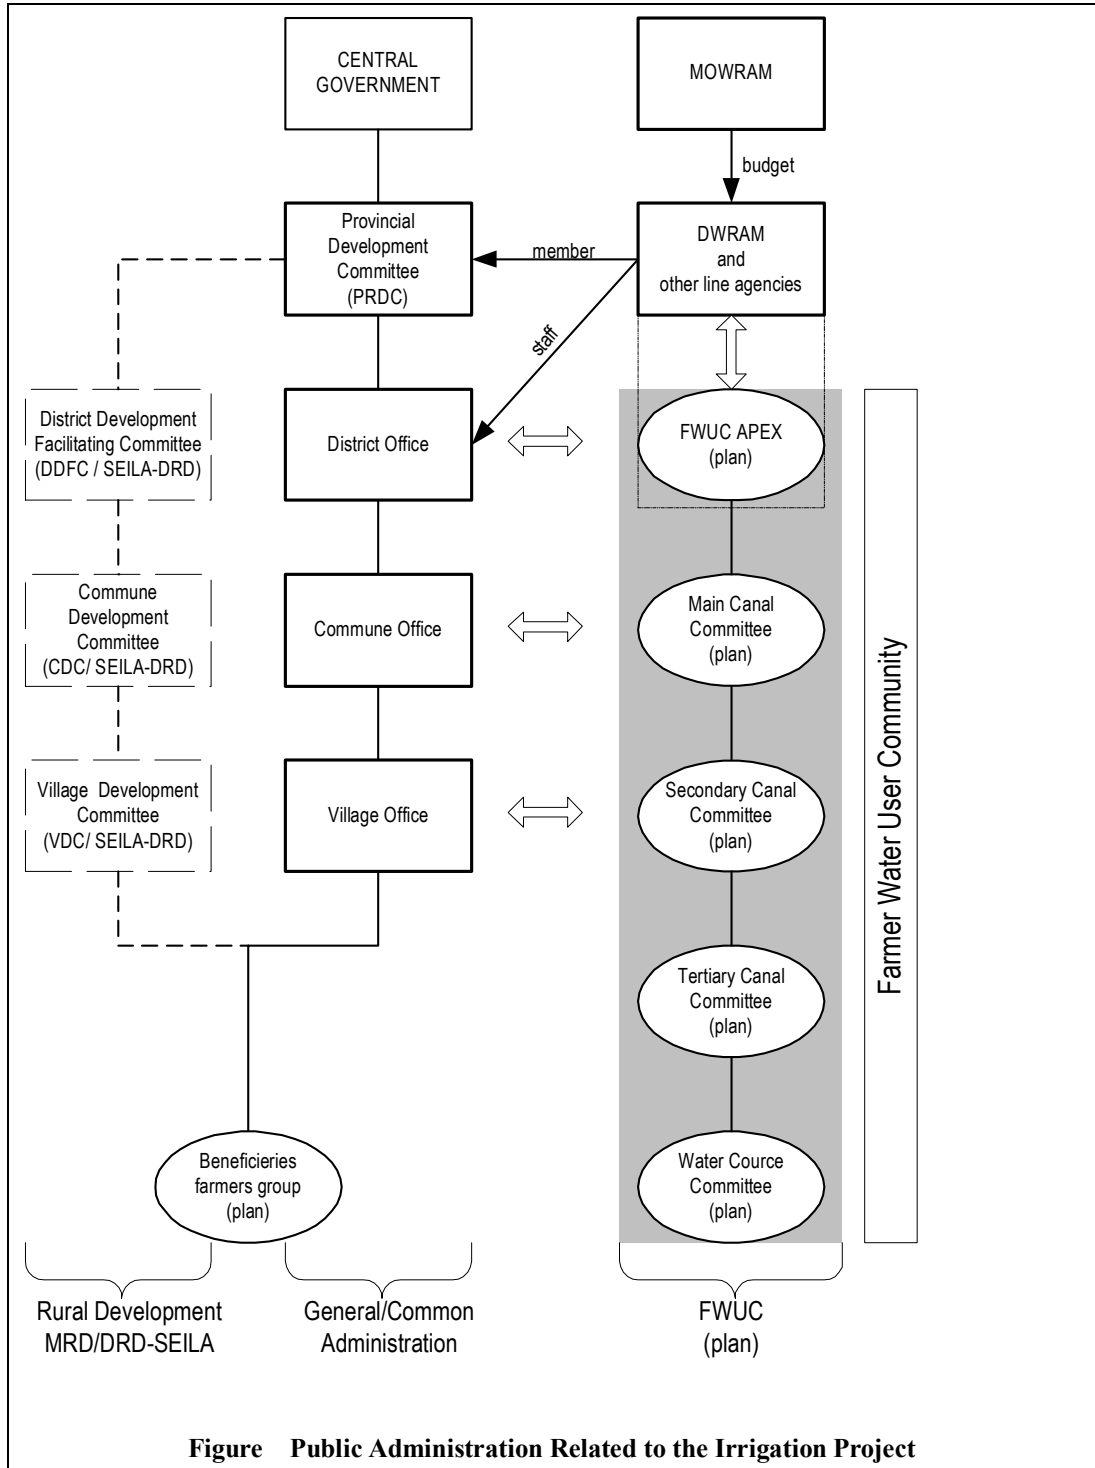 CENTRAL
GOVERNMENT
MOWRAM
budget
Provincial
Development
Committee
(PRDC)
member
DWRAM
and
other line agencies
staff
District Development
Facilitating Committee
(DDFC / SEILA-DRD)
District Office
FWUC APEX
(plan)
Commune
Development
Committee
(CDC/ SEILA-DRD)
Commune Office
Main Canal
Committee
(plan)
Village Development
Committee
(VDC/ SEILA-DRD)
Village Office
Secondary Canal
Committee
(plan)
Farmer Water User Community
Tertiary Canal
Committee
(plan)
Beneficieries
farmers group
(plan)
Water Cource
Committee
(plan)
Rural Development
MRD/DRD-SEILA
General/Common
Administration
FWUC
(plan)
Figure Public Administration Related to the Irrigation Project